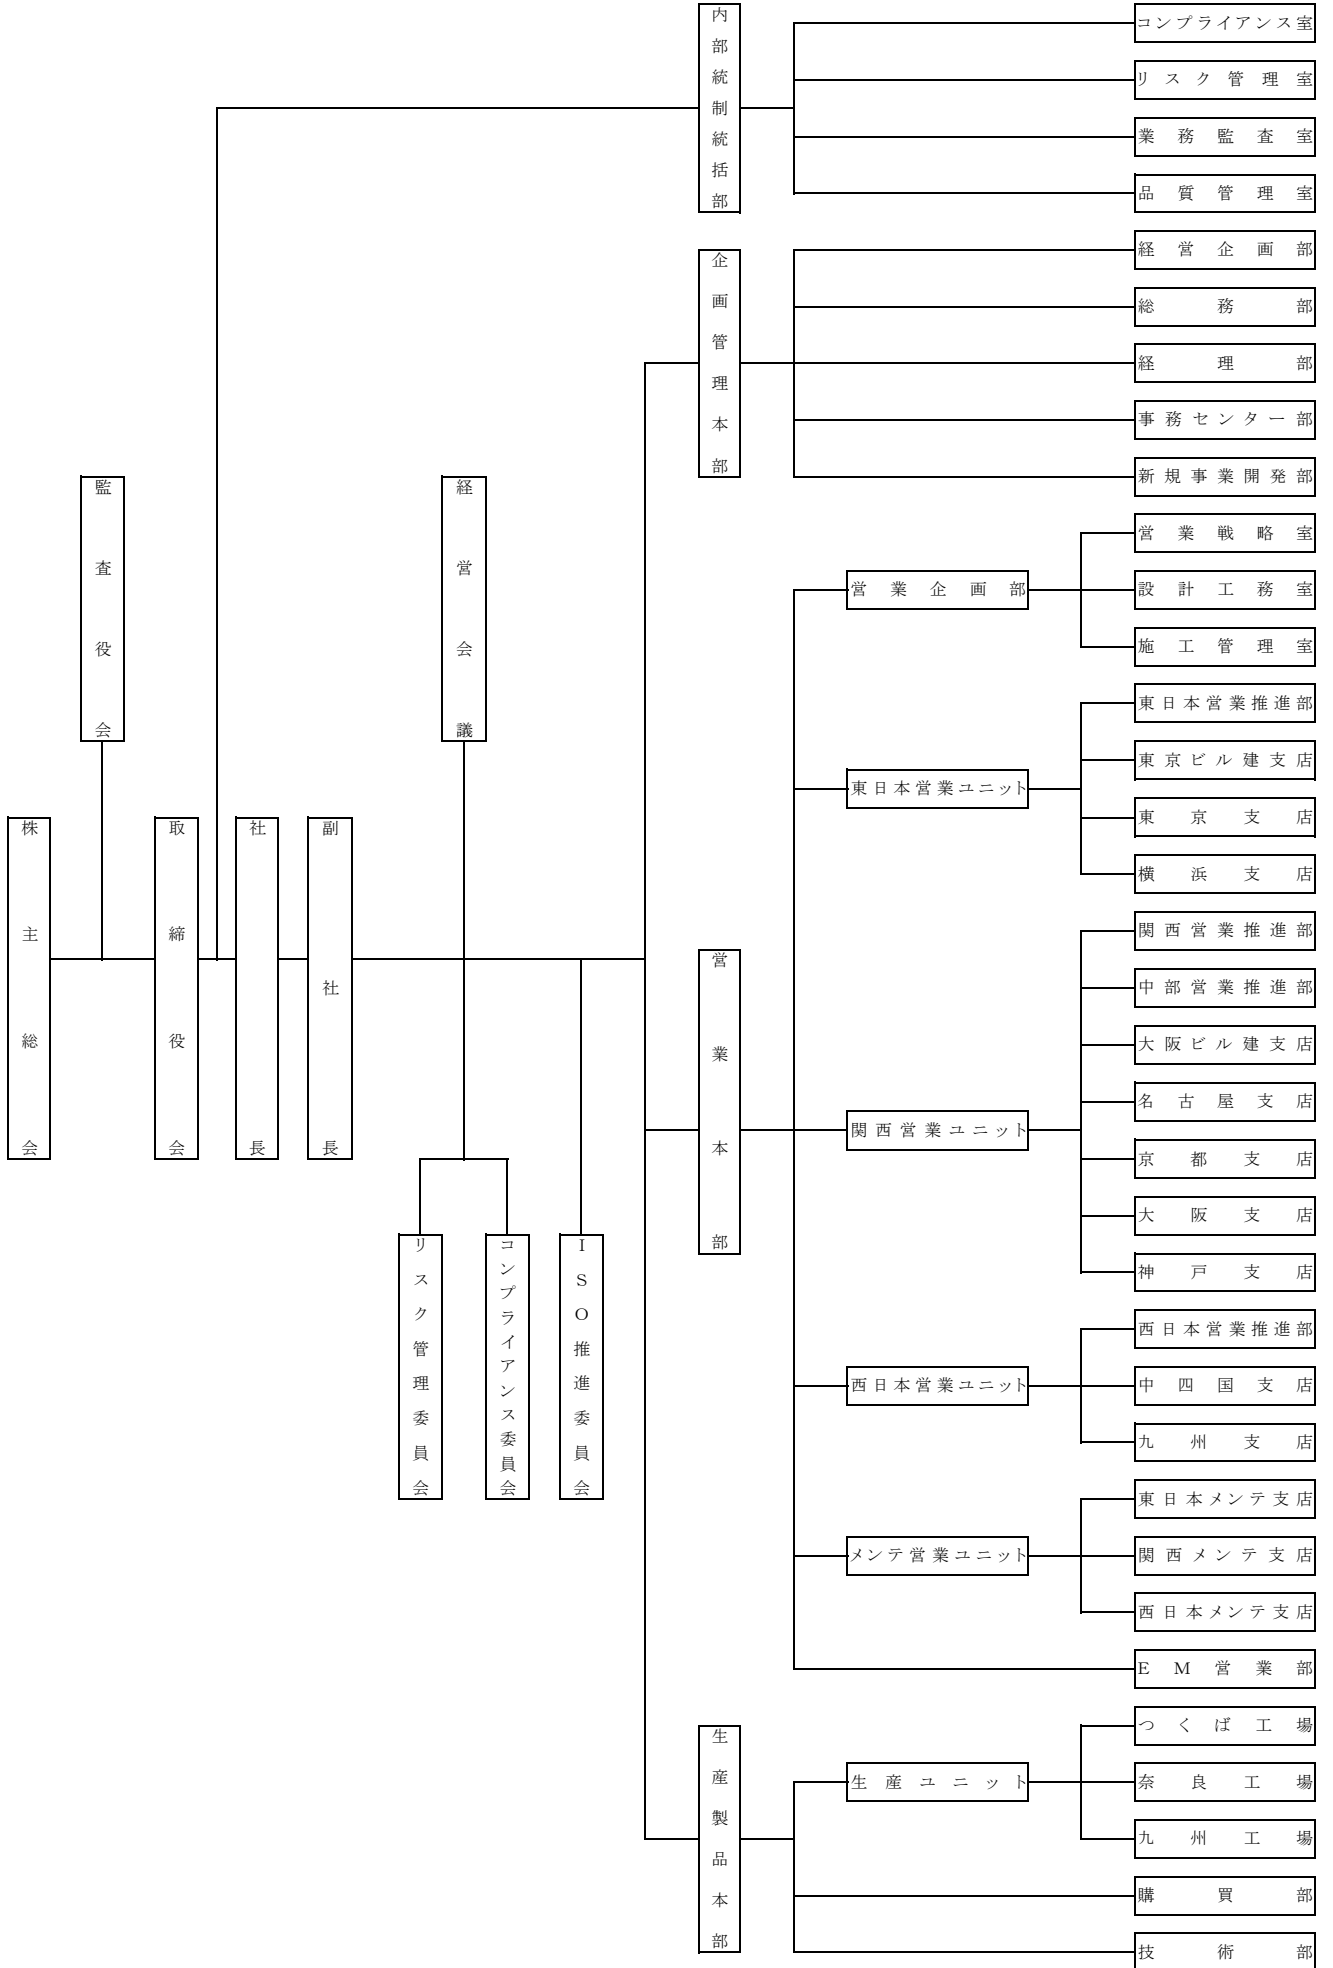 株主総会
監査役会
取締役会
社長
副社長
経営会議
リスク管理委員会
コンプライアンス委員会
ISO推進委員会
内部統制統括部
コンプライアンス室
リスク管理室
業務監査室
品質管理室
企画管理本部
経営企画部
総務部
経理部
事務センター部
新規事業開発部
営業本部
営業企画部
営業戦略室
設計工務室
施工管理室
東日本営業ユニット
東日本営業推進部
東京ビル建支店
東京支店
横浜支店
関西営業ユニット
関西営業推進部
中部営業推進部
大阪ビル建支店
名古屋支店
京都支店
大阪支店
神戸支店
西日本営業ユニット
西日本営業推進部
中四国支店
九州支店
メンテ営業ユニット
東日本メンテ支店
関西メンテ支店
西日本メンテ支店
EM営業部
生産製品本部
生産ユニット
つくば工場
奈良工場
九州工場
購買部
技術部